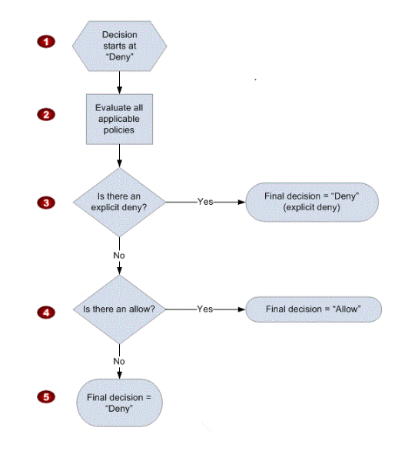 1
Decision
starts at
“Deny”
2
Evaluate all
applicable
policies
3
Is there an
explicit deny?
Yes
Final decision = “Deny”
(explicit deny)
No
4
Is there an allow?
Yes
Final decision = “Allow”
No
5
Final decision =
“Deny”